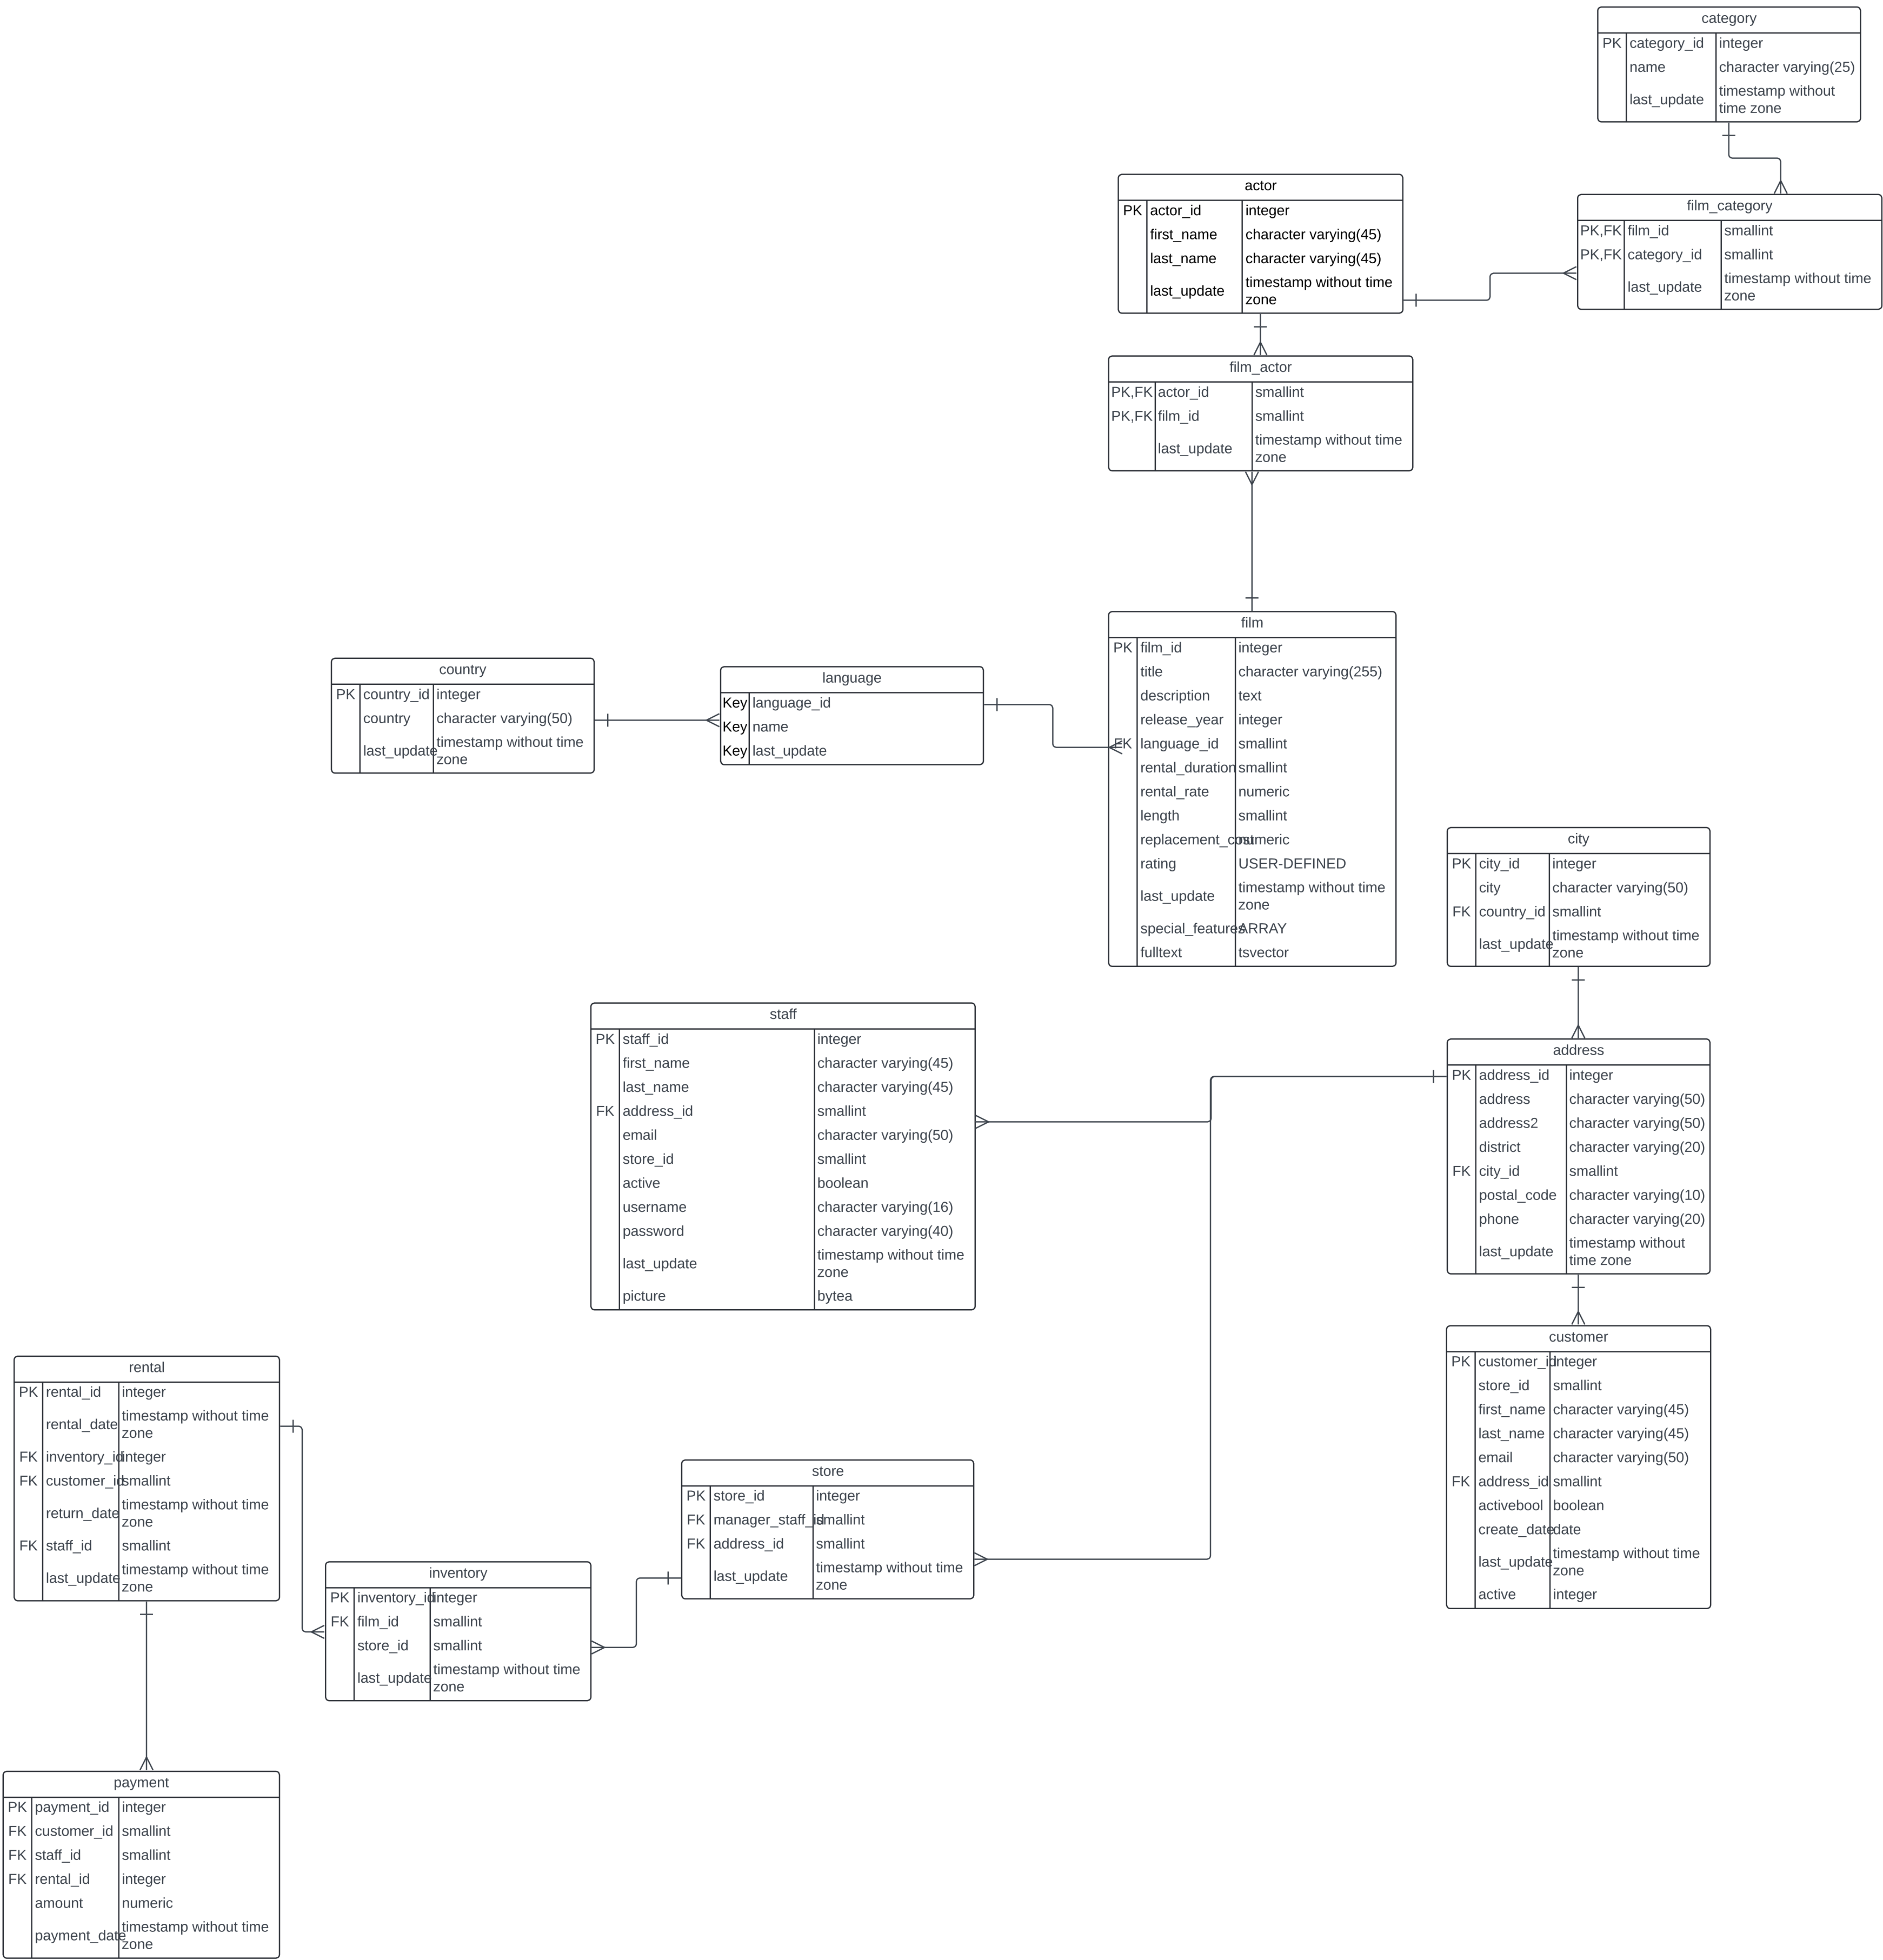 category
PK category_id integer
name character varying(25)
last_update timestamp without
time zone
actor
PK actor_id integer
first_name character varying(45)
last_name character varying(45)
last_update timestamp without time
zone
film_category
PK,FK film_id smallint
PK,FK category_id smallint
last_update timestamp without time
zone
film_actor
PK,FK actor_id smallint
PK,FK film_id smallint
last_update timestamp without time
zone
country
PK country_id integer
country character varying(50)
last_update timestamp without time
zone
language
Key language_id
Key name
Key last_update
film
PK film_id integer
title character varying(255)
description text
release_year integer
FK language_id smallint
rental_duration smallint
rental_rate numeric
length smallint
replacement_cost numeric
rating USER-DEFINED
last_update timestamp without time
zone
special_features ARRAY
fulltext tsvector
city
PK city_id integer
city character varying(50)
FK country_id smallint
last_update timestamp without time
zone
staff
PK staff_id integer
first_name character varying(45)
last_name character varying(45)
FK address_id smallint
email character varying(50)
store_id smallint
active boolean
username character varying(16)
password character varying(40)
last_update timestamp without time
zone
picture bytea
address
PK address_id integer
address character varying(50)
address2 character varying(50)
district character varying(20)
FK city_id smallint
postal_code character varying(10)
phone character varying(20)
last_update timestamp without
time zone
customer
PK customer_id integer
store_id smallint
first_name character varying(45)
last_name character varying(45)
email character varying(50)
FK address_id smallint
activebool boolean
create_date date
last_update timestamp without time
zone
active integer
rental
PK rental_id integer
rental_date timestamp without time
zone
FK inventory_id integer
FK customer_id smallint
return_date timestamp without time
zone
FK staff_id smallint
last_update timestamp without time
zone
store
PK store_id integer
FK manager_staff_id smallint
FK address_id smallint
last_update timestamp without time
zone
inventory
PK inventory_id integer
FK film_id smallint
store_id smallint
last_update timestamp without time
zone
payment
PK payment_id integer
FK customer_id smallint
FK staff_id smallint
FK rental_id integer
amount numeric
payment_date timestamp without time
zone